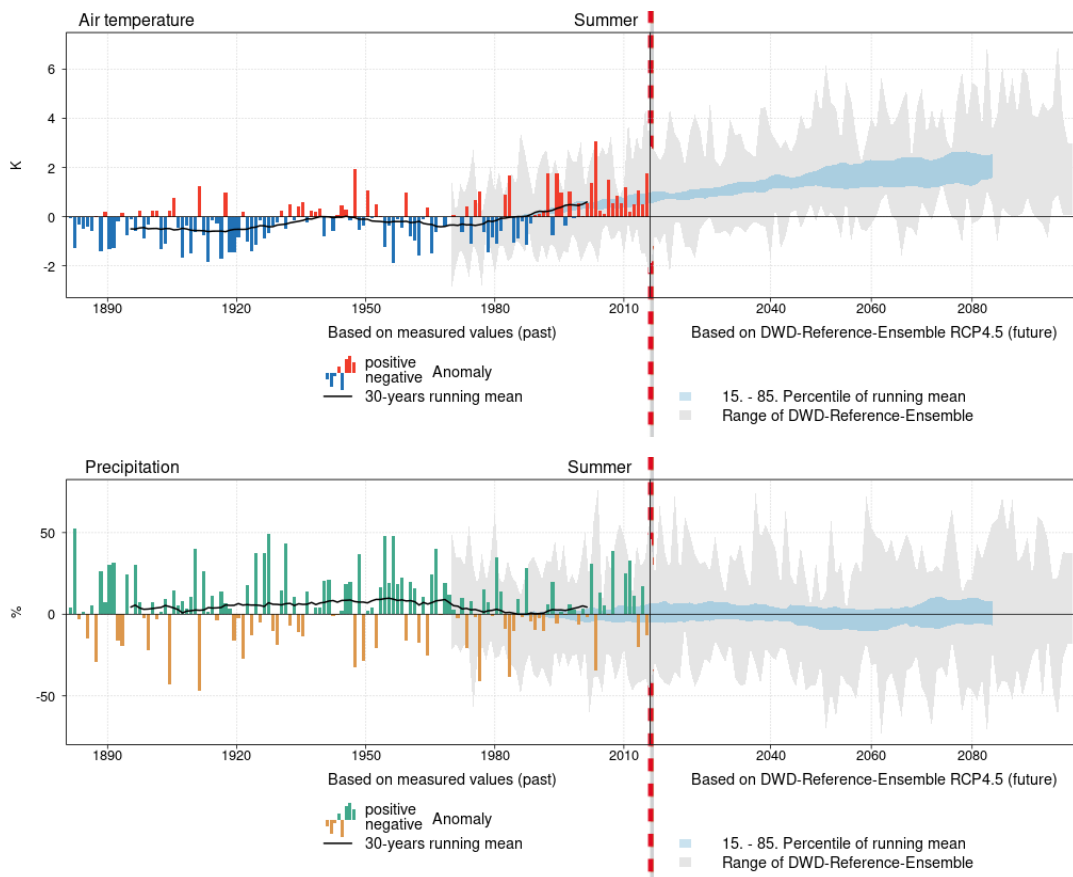 Air temperature Summer
6
4
2
0
-2
K
1890 1920 1950 1980 2010 2040 2060 2080
Based on measured values (past) Based on DWD-Reference-Ensemble RCP4.5 (future)
positive
negative Anomaly
30-years running mean
15. - 85. Percentile of running mean
Range of DWD-Reference-Ensemble
Precipitation Summer
50
0
-50
%
1890 1920 1950 1980 2010 2040 2060 2080
Based on measured values (past) Based on DWD-Reference-Ensemble RCP4.5 (future)
positive
negative Anomaly
30-years running mean
15. - 85. Percentile of running mean
Range of DWD-Reference-Ensemble